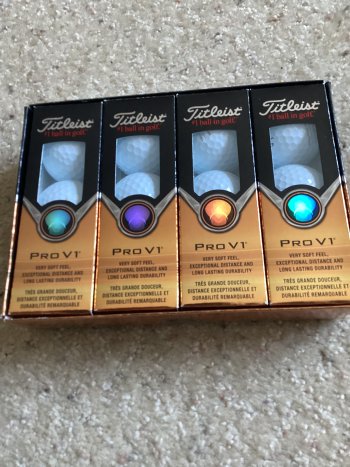 Titleist
#1 ball in golf.
PRO V1
VERY SOFT FEEL,
EXCEPTIONAL DISTANCE AND
LONG LASTING DURABILITY
TRÈS GRANDE DOUCEUR,
DISTANCE EXCEPTIONNELLE ET
DURABILITÉ REMARQUABLE
Titleist
#1 ball in golf.
PRO V1
VERY SOFT FEEL,
EXCEPTIONAL DISTANCE AND
LONG LASTING DURABILITY
TRÈS GRANDE DOUCEUR,
DISTANCE EXCEPTIONNELLE ET
DURABILITÉ REMARQUABLE
Titleist
#1 ball in golf.
PRO V1
VERY SOFT FEEL,
EXCEPTIONAL DISTANCE AND
LONG LASTING DURABILITY
TRÈS GRANDE DOUCEUR,
DISTANCE EXCEPTIONNELLE ET
DURABILITÉ REMARQUABLE
Titleist
#1 ball in golf.
PRO V1
VERY SOFT FEEL,
EXCEPTIONAL DISTANCE AND
LONG LASTING DURABILITY
TRÈS GRANDE DOUCEUR,
DISTANCE EXCEPTIONNELLE ET
DURABILITÉ REMARQUABLE